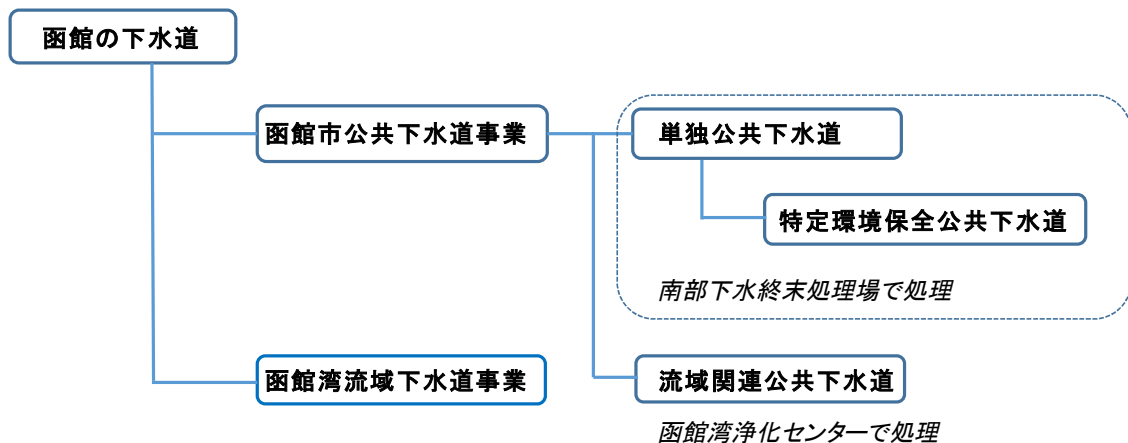 函館の下水道
函館市公共下水道事業
単独公共下水道
特定環境保全公共下水道
南部下水終末処理場で処理
函館湾流域下水道事業
流域関連公共下水道
函館湾浄化センターで処理